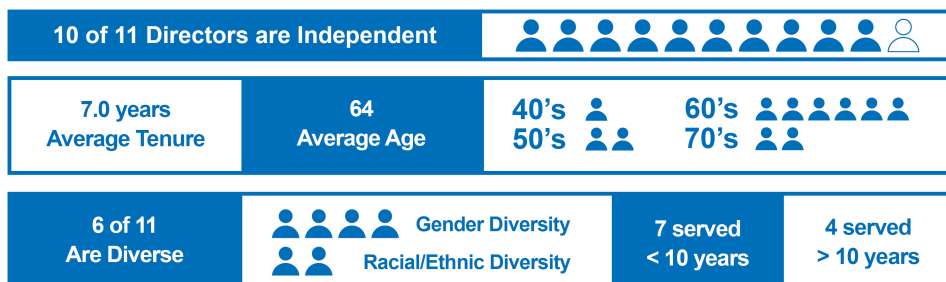 10 of 11 Directors are Independent
7.0 years
Average Tenure
64
Average Age
40's
60's
50's
70's
6 of 11
Are Diverse
Gender Diversity
Racial/Ethnic Diversity
7 served
< 10 years
4 served
> 10 years